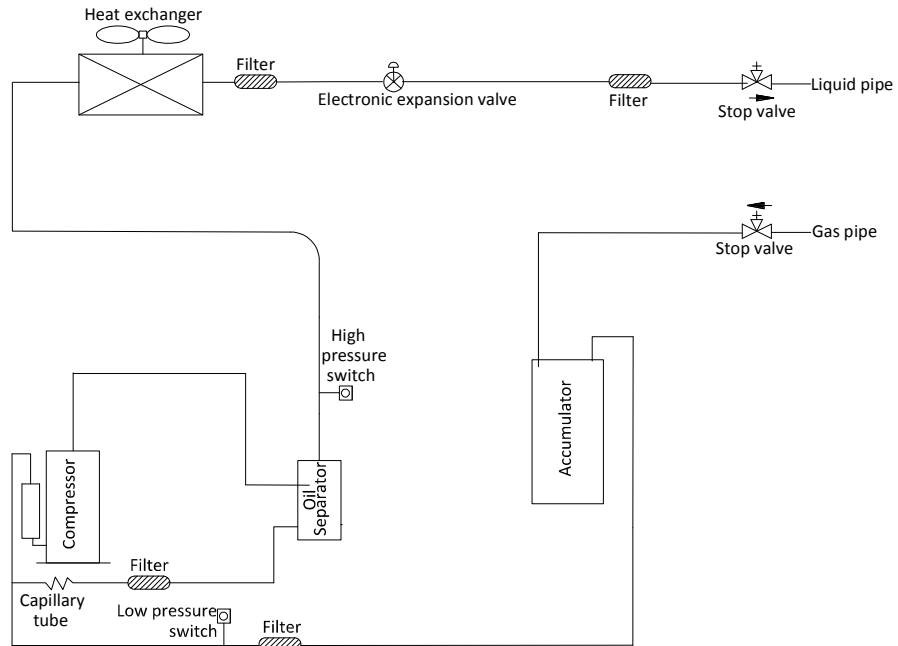 Heat exchanger
Filter
Electronic expansion valve
Filter
Liquid pipe
Stop valve
Gas pipe
Stop valve
High
pressure
switch
Accumulator
Compressor
Oil
Separator
Filter
Capillary
tube
Low pressure
switch
Filter